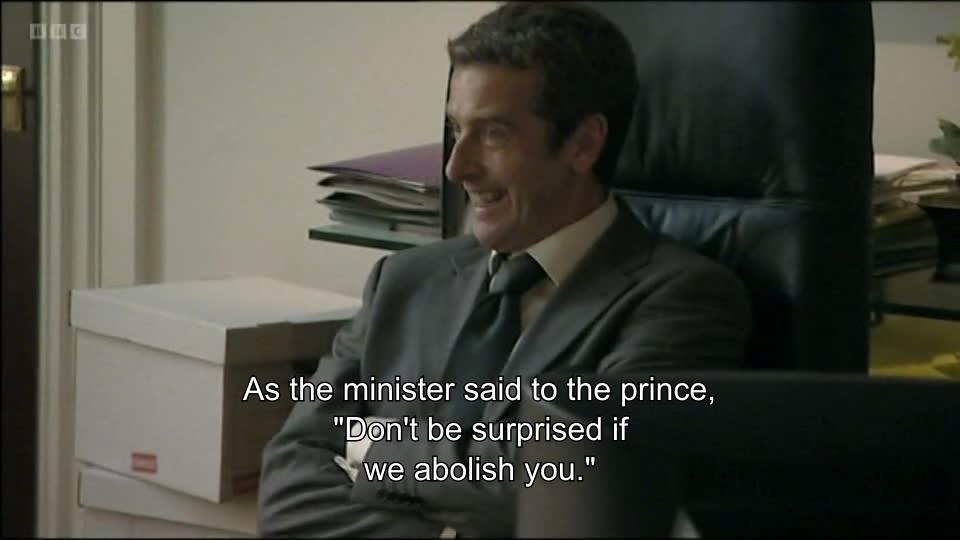 BBC
As the minister said to the prince,
"Don't be surprised if
we abolish you."